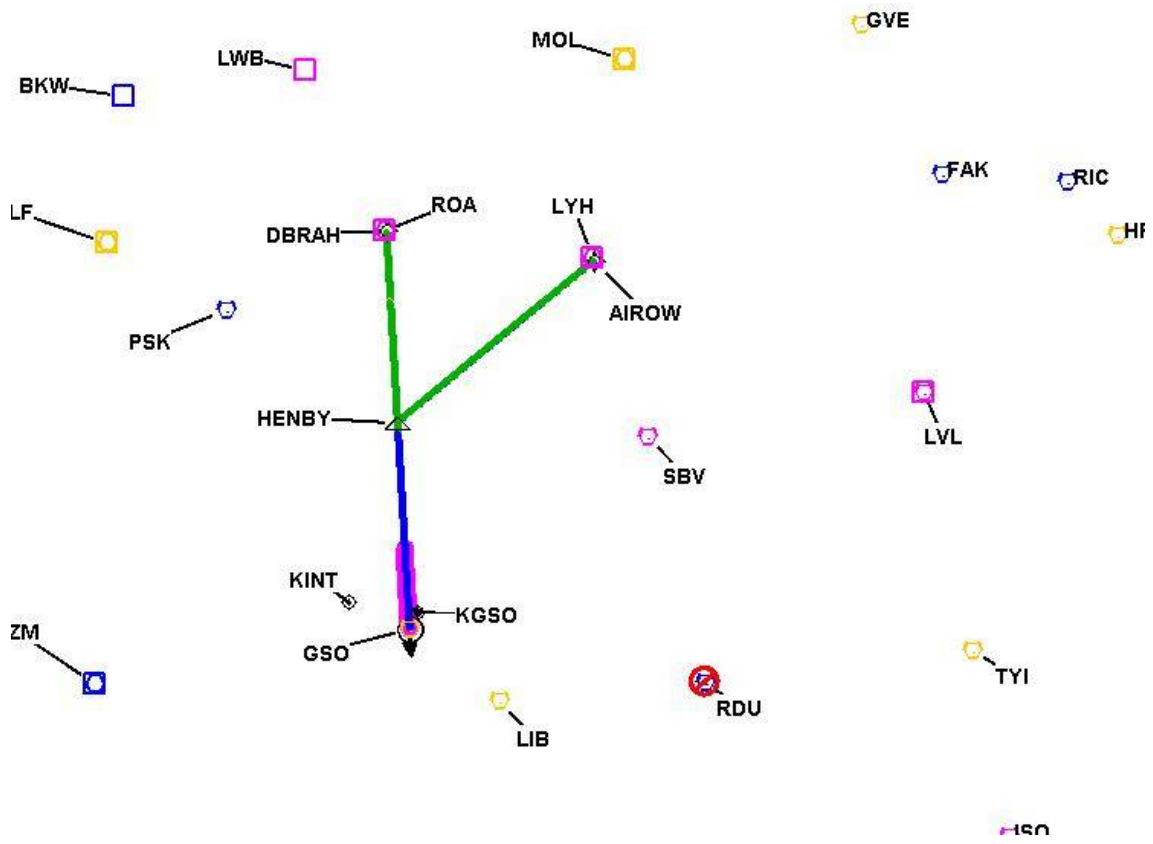 GVE
MOL
LWB
BKW
FAK
RIC
ROA
LYH
LF
DBRAH
HF
AIROW
PSK
HENBY
LVL
SBV
KINT
KGSO
ZM
GSO
TYI
RDU
LIB